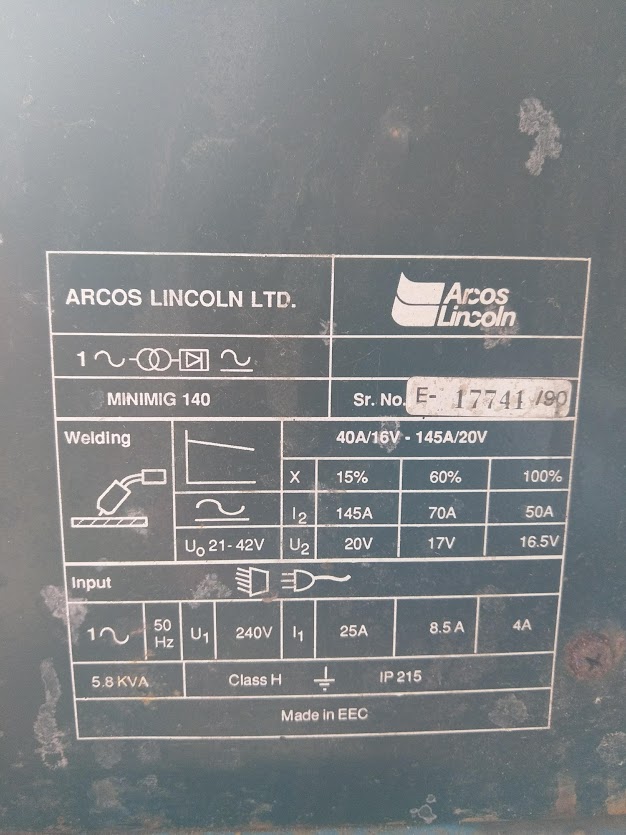 ARCOS LINCOLN LTD.
Arcos
Lincoln
1
MINIMIG 140
Sr. No. E- 17741 /90
Welding
40A/16V - 145A/20V
X 15% 60% 100%
I2 145A 70A 50A
Uo 21-42V U2 20V 17V 16.5V
Input
1 50 Hz U1 240V I1 25A 8.5A 4A
5.8 KVA Class H IP 215
Made in EEC